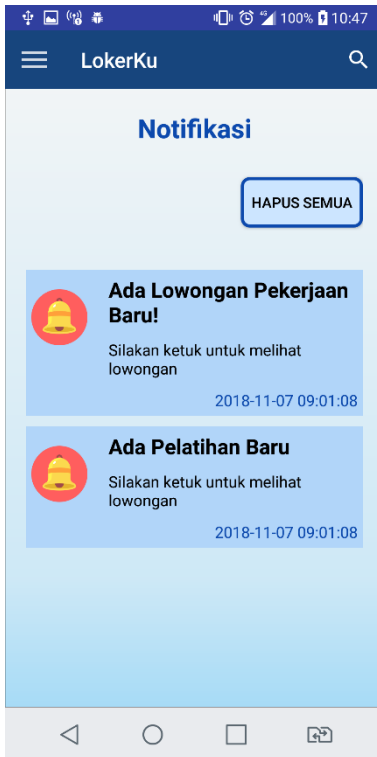 4G 100% 10:47
LokerKu
Notifikasi
HAPUS SEMUA
Ada Lowongan Pekerjaan
Baru!
Silakan ketuk untuk melihat
lowongan
2018-11-07 09:01:08
Ada Pelatihan Baru
Silakan ketuk untuk melihat
lowongan
2018-11-07 09:01:08